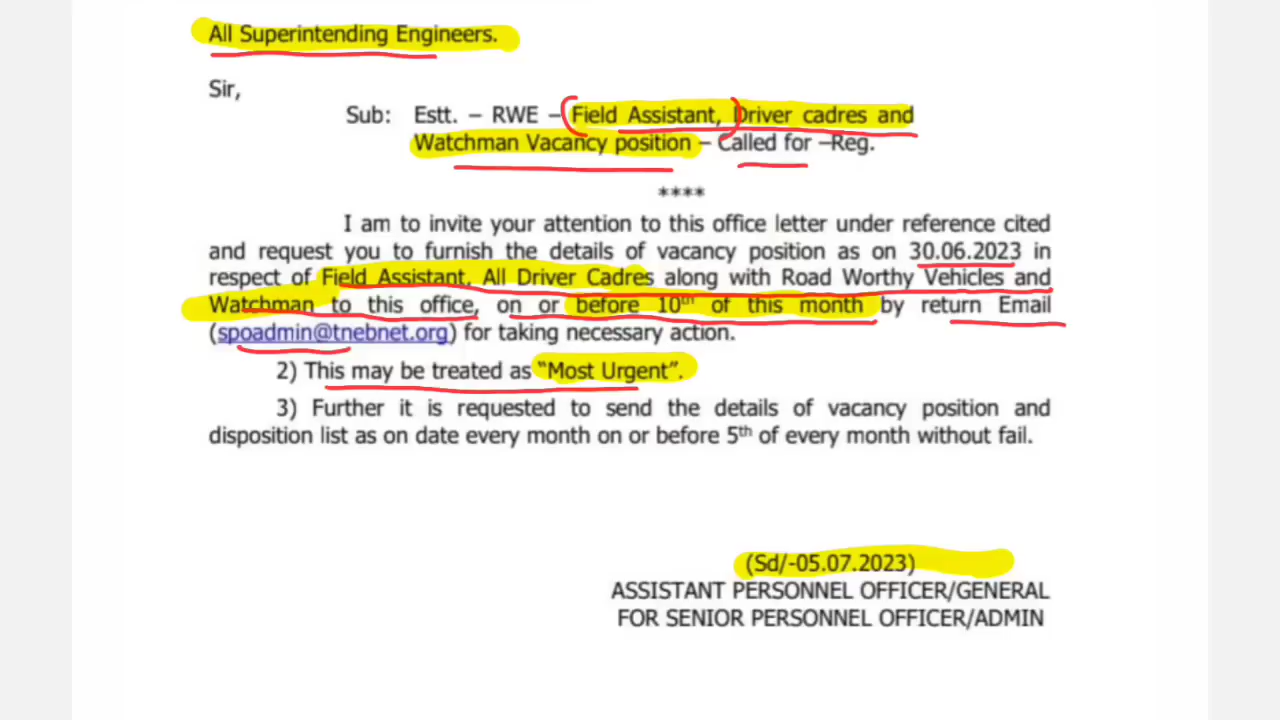 All Superintending Engineers.
Sir,
Sub: Estt. – RWE – Field Assistant, Driver cadres and
Watchman Vacancy position – Called for –Reg.
****
I am to invite your attention to this office letter under reference cited
and request you to furnish the details of vacancy position as on 30.06.2023 in
respect of Field Assistant, All Driver Cadres along with Road Worthy Vehicles and
Watchman to this office, on or before 10th of this month by return Email
(spoadmin@tnebnet.org) for taking necessary action.
2) This may be treated as “Most Urgent”.
3) Further it is requested to send the details of vacancy position and
disposition list as on date every month on or before 5th of every month without fail.
(Sd/-05.07.2023)
ASSISTANT PERSONNEL OFFICER/GENERAL
FOR SENIOR PERSONNEL OFFICER/ADMIN